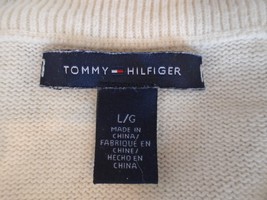 TOMMY HILFIGER
L/G
MADE IN
CHINA
FABRIQUÉ EN
CHINE/
HECHO EN
CHINA